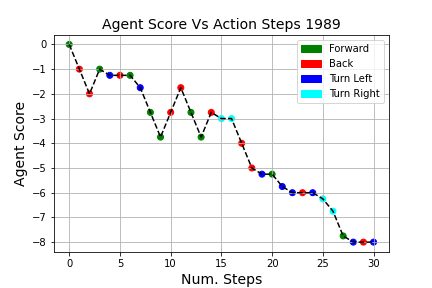 Agent Score Vs Action Steps 1989
Agent Score
0
−1
−2
−3
−4
−5
−6
−7
−8
Forward
Back
Turn Left
Turn Right
0 5 10 15 20 25 30
Num. Steps